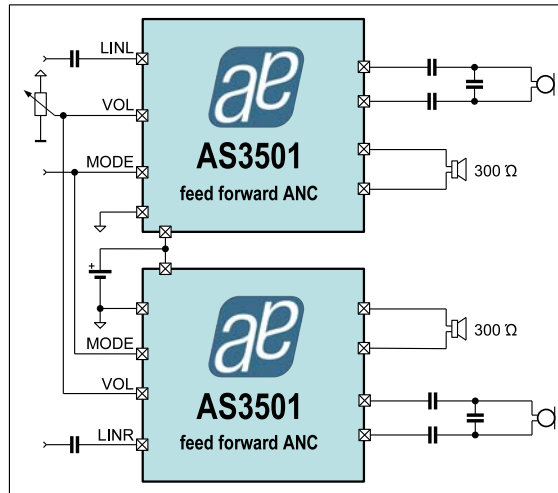 LINL
VOL
MODE
AS3501
feed forward ANC
300 Ώ
+
MODE
VOL
LINR
AS3501
feed forward ANC
300 Ω